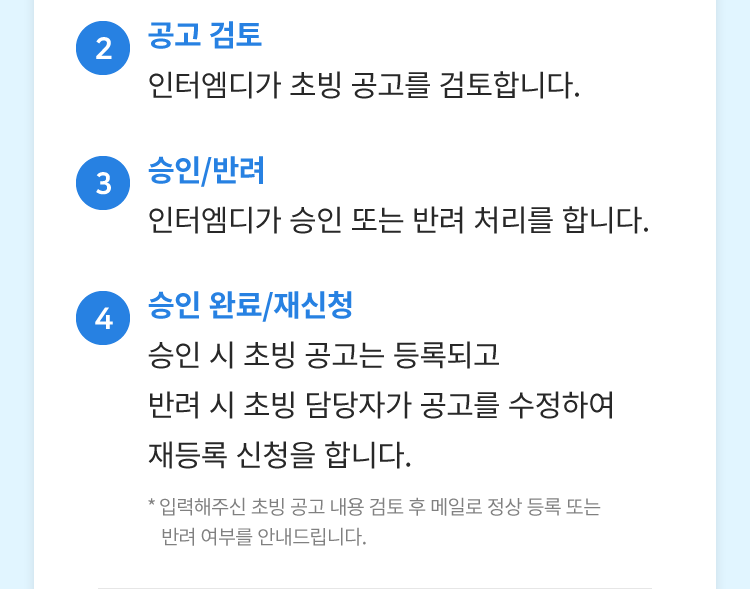 2
공고 검토
인터엠디가 초빙 공고를 검토합니다.
3
승인/반려
인터엠디가 승인 또는 반려 처리를 합니다.
4
승인 완료/재신청
승인 시 초빙 공고는 등록되고
반려 시 초빙 담당자가 공고를 수정하여
재등록 신청을 합니다.
* 입력해주신 초빙 공고 내용 검토 후 메일로 정상 등록 또는
반려 여부를 안내드립니다.